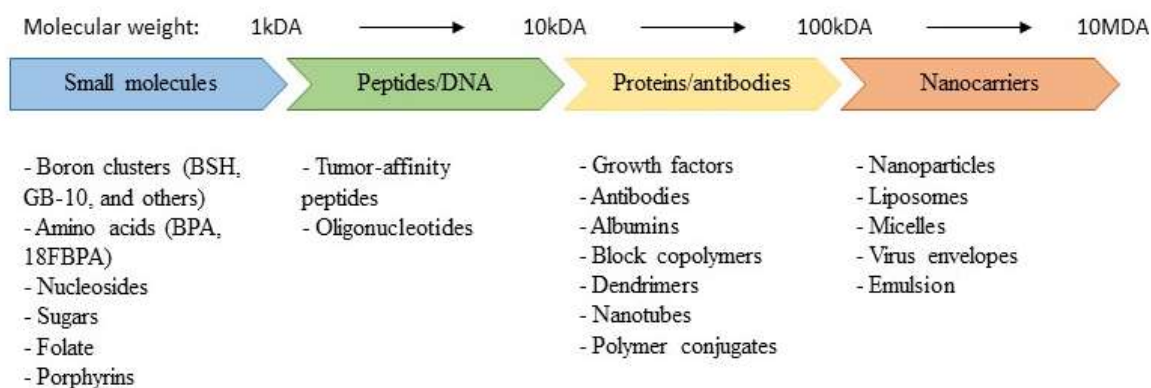 Molecular weight: 1kDA 10kDA 100kDA 10MDA
Small molecules
Peptides/DNA
Proteins/antibodies
Nanocarriers
- Boron clusters (BSH,
GB-10, and others)
- Amino acids (BPA,
18FBPA)
- Nucleosides
- Sugars
- Folate
- Porphyrins
- Tumor-affinity
peptides
- Oligonucleotides
- Growth factors
- Antibodies
- Albumins
- Block copolymers
- Dendrimers
- Nanotubes
- Polymer conjugates
- Nanoparticles
- Liposomes
- Micelles
- Virus envelopes
- Emulsion